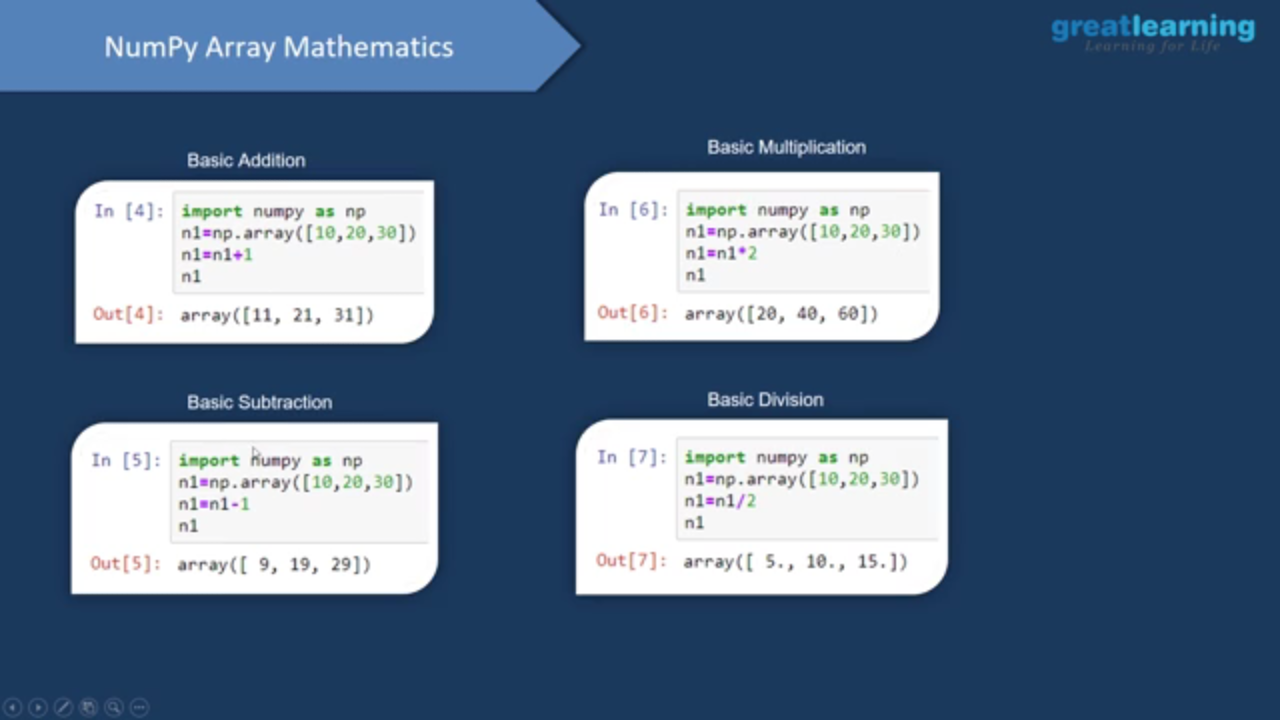 NumPy Array Mathematics
greatlearning
Learning for Life
Basic Addition
In [4]: import numpy as np
n1=np.array([10,20,30])
n1=n1+1
n1
Out[4]: array([11, 21, 31])
Basic Multiplication
In [6]: import numpy as np
n1=np.array([10,20,30])
n1=n1*2
n1
Out[6]: array([20, 40, 60])
Basic Subtraction
In [5]: import numpy as np
n1=np.array([10,20,30])
n1=n1-1
n1
Out[5]: array([ 9, 19, 29])
Basic Division
In [7]: import numpy as np
n1=np.array([10,20,30])
n1=n1/2
n1
Out[7]: array([ 5., 10., 15.])